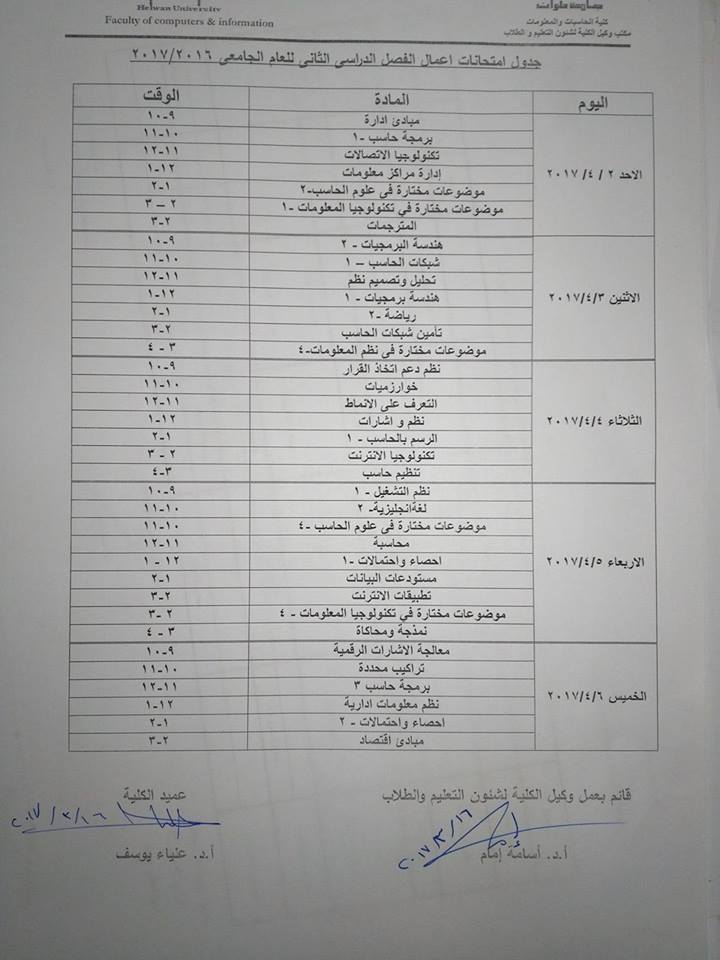 Helwan University
Faculty of computers & information
كلية الحاسبات والمعلومات
مكتب وكيل الكلية لشئون التعليم و الطلاب
جدول امتحانات اعمال الفصل الدراسى الثانى للعام الجامعى ٢٠١٧/٢٠١٦
اليوم المادة الوقت
الاحد ٢ / ٤ / ٢٠١٧
مبادئ ادارة ٩-١٠
برمجة حاسب -١ ١٠-١١
تكنولوجيا الاتصالات ١١-١٢
إدارة مراكز معلومات ١٢-١
موضوعات مختارة فى علوم الحاسب-٢ ١-٢
موضوعات مختارة في تكنولوجيا المعلومات -١ ٢ – ٣
المترجمات ٢-٣
الاثنين ٢٠١٧/٤/٣
هندسة البرمجيات - ٢ ٩-١٠
شبكات الحاسب – ١ ١٠-١١
تحليل وتصميم نظم ١١-١٢
هندسة برمجيات - ١ ١٢-١
رياضة -٢ ١-٢
تأمين شبكات الحاسب ٢-٣
موضوعات مختارة فى نظم المعلومات-٤ ٣ - ٤
الثلاثاء ٢٠١٧/٤/٤
نظم دعم اتخاذ القرار ٩-١٠
خوارزميات ١٠-١١
التعرف على الانماط ١١-١٢
نظم و اشارات ١٢-١
الرسم بالحاسب - ١ ١-٢
تكنولوجيا الانترنت ٢ - ٣
تنظيم حاسب ٣-٤
الاربعاء ٢٠١٧/٤/٥
نظم التشغيل - ١ ٩-١٠
لغةانجليزية- ٢ ١٠-١١
موضوعات مختارة فى علوم الحاسب-٤ ١٠-١١
محاسبة ١١-١٢
احصاء واحتمالات -١ ١٢ - ١
مستودعات البيانات ١-٢
تطبيقات الانترنت ٢-٣
موضوعات مختارة في تكنولوجيا المعلومات - ٤ ٢ -٣
نمذجة ومحاكاة ٣ - ٤
الخميس ٢٠١٧/٤/٦
معالجة الاشارات الرقمية ٩-١٠
تراكيب محددة ١٠-١١
برمجة حاسب ٣ ١١-١٢
نظم معلومات ادارية ١٢-١
احصاء واحتمالات - ٢ ١-٢
مبادئ اقتصاد ٢-٣
قائم بعمل وكيل الكلية لشئون التعليم والطلاب
عميد الكلية
٢٠١٧/٣/١٦
٢٠١٧/٣/١٦
أ.د. أسامة إمام
أ.د. علياء يوسف